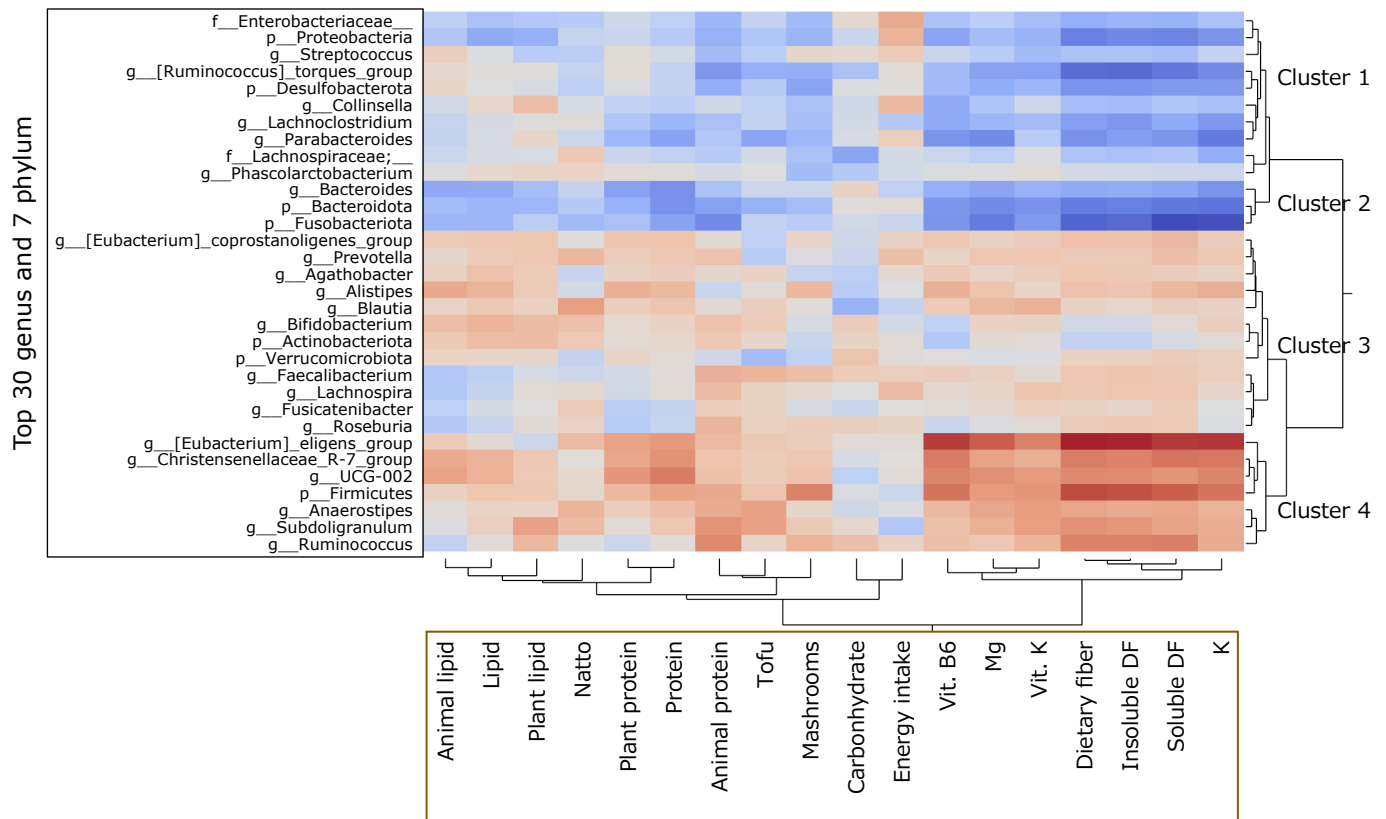 Top 30 genus and 7 phylum
f__Enterobacteriaceae__
p__Proteobacteria
g__Streptococcus
g__[Ruminococcus]_torques_group
p__Desulfobacterota
g__Collinsella
g__Lachnoclostridium
g__Parabacteroides
f__Lachnospiraceae;__
g__Phascolarctobacterium
g__Bacteroides
p__Bacteroidota
p__Fusobacteriota
g__[Eubacterium]_coprostanoligenes_group
g__Prevotella
g__Agathobacter
g__Alistipes
g__Blautia
g__Bifidobacterium
p__Actinobacteriota
p__Verrucomicrobiota
g__Faecalibacterium
g__Lachnospira
g__Fusicatenibacter
g__Roseburia
g__[Eubacterium]_eligens_group
g__Christensenellaceae_R-7_group
g__UCG-002
p__Firmicutes
g__Anaerostipes
g__Subdoligranulum
g__Ruminococcus
Cluster 1
Cluster 2
Cluster 3
Cluster 4
Animal lipid
Lipid
Plant lipid
Natto
Plant protein
Protein
Animal protein
Tofu
Mashrooms
Carbonhydrate
Energy intake
Vit. B6
Mg
Vit. K
Dietary fiber
Insoluble DF
Soluble DF
K